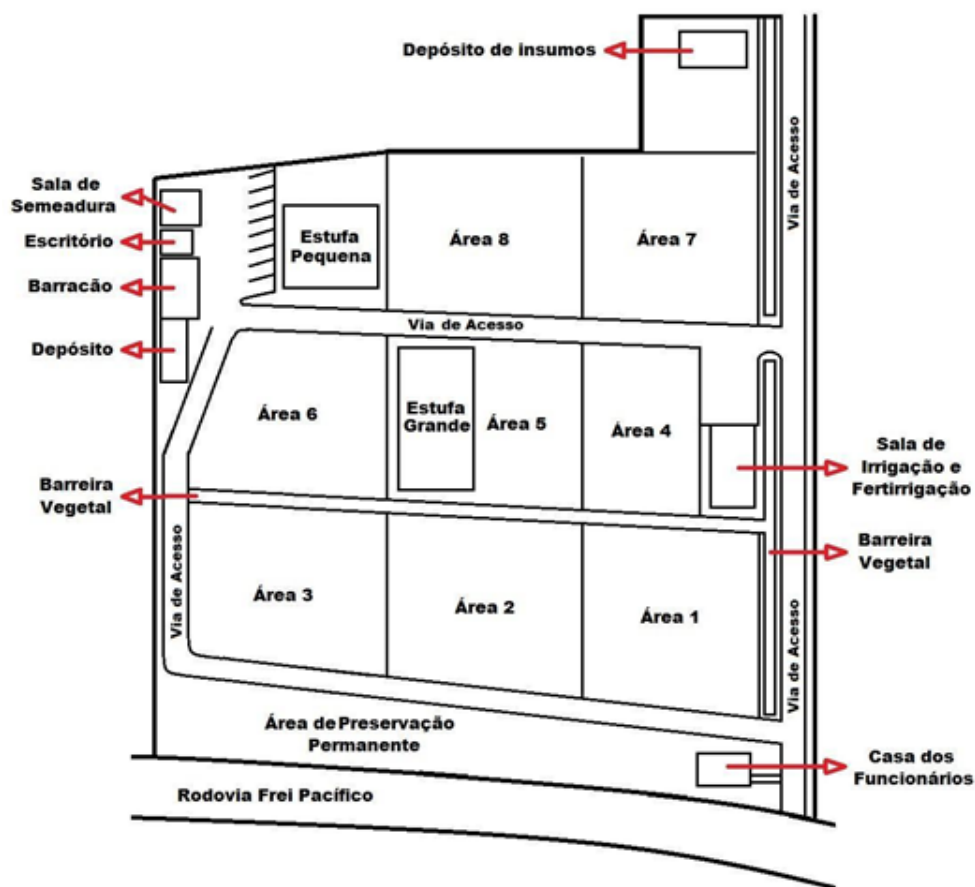 Depósito de insumos
Via de Acesso
Sala de
Semeadura
Escritório
Barracão
Depósito
Estufa
Pequena
Área 8
Área 7
Via de Acesso
Área 6
Estufa
Grande
Área 5
Área 4
Sala de
Irrigação e
Fertirrigação
Barreira
Vegetal
Barreira
Vegetal
Via de Acesso
Área 3
Área 2
Área 1
Via de Acesso
Área de Preservação
Permanente
Casa dos
Funcionários
Rodovia Frei Pacífico